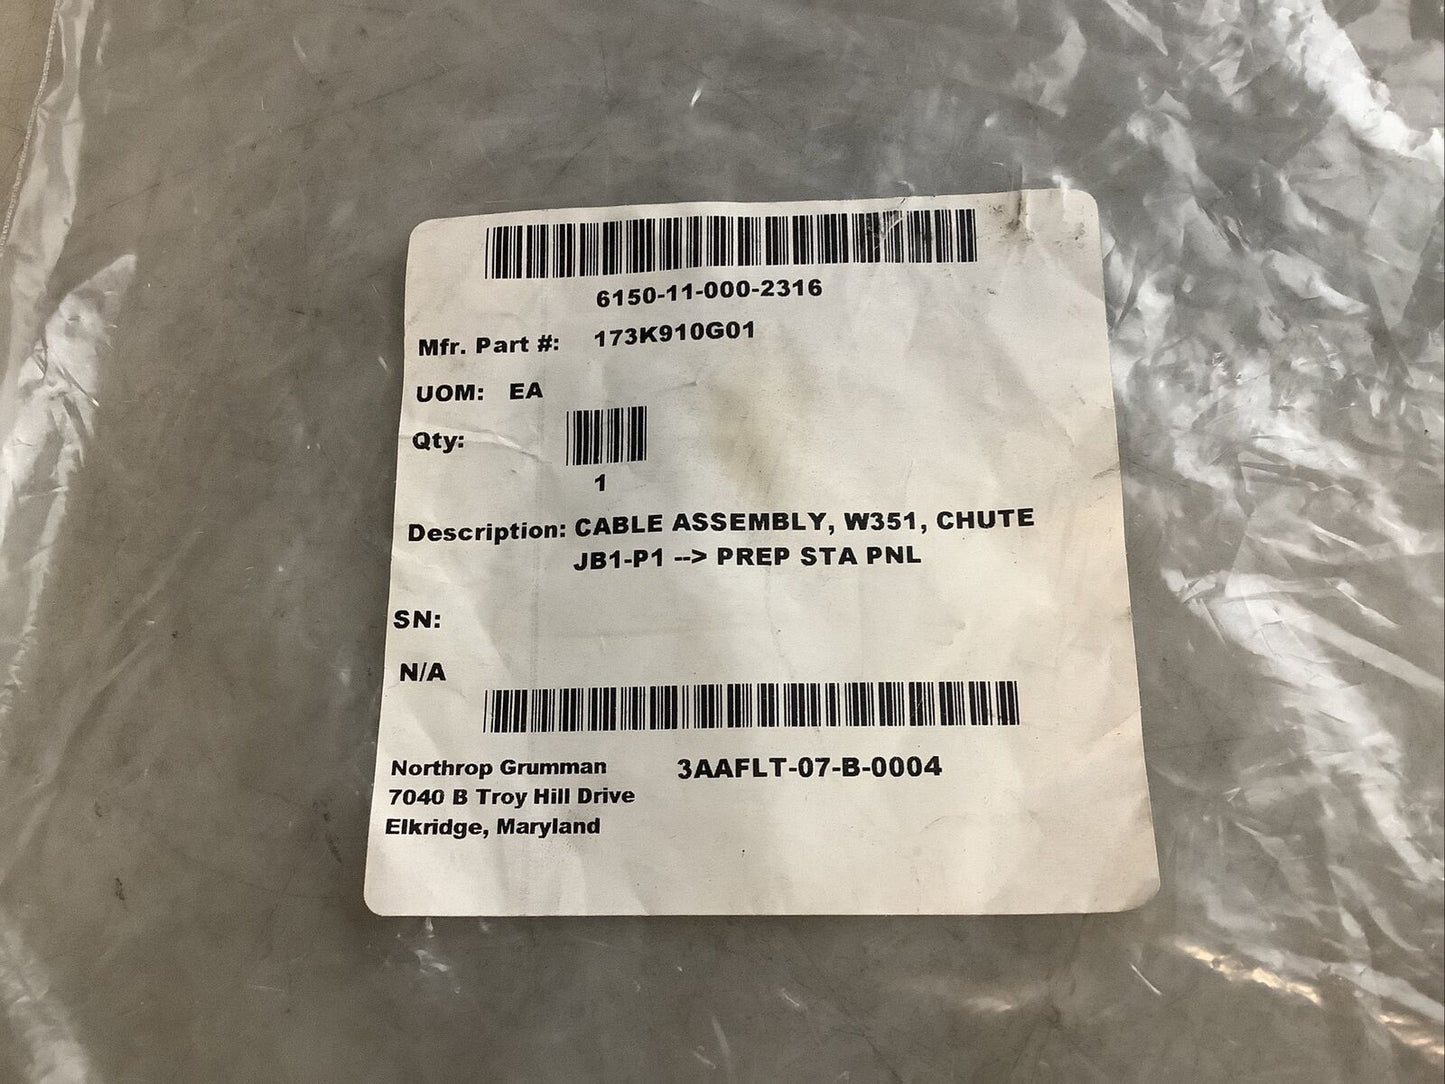 6150-11-000-2316
Mfr. Part #: 173K910G01
UOM: EA
Qty:
1
Description: CABLE ASSEMBLY, W351, CHUTE
JB1-P1 --> PREP STA PNL
SN:
N/A
Northrop Grumman 3AAFLT-07-B-0004
7040 B Troy Hill Drive
Elkridge, Maryland